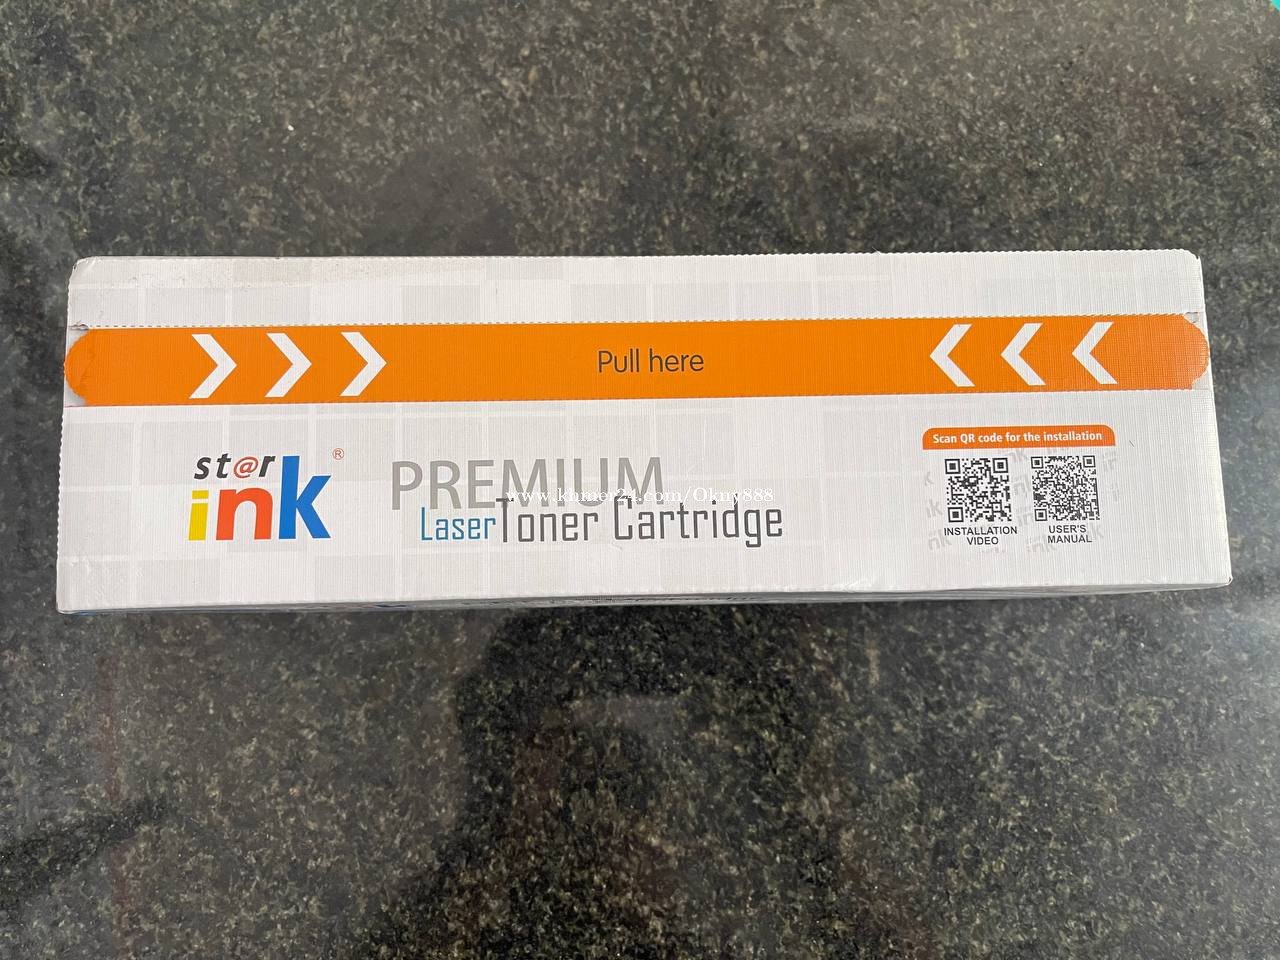 Pull here
st@r
ink®
PREMIUM
Laser Toner Cartridge
www.khmer24.com/Okny888
Scan QR code for the installation
INSTALLATION
VIDEO
USER'S
MANUAL